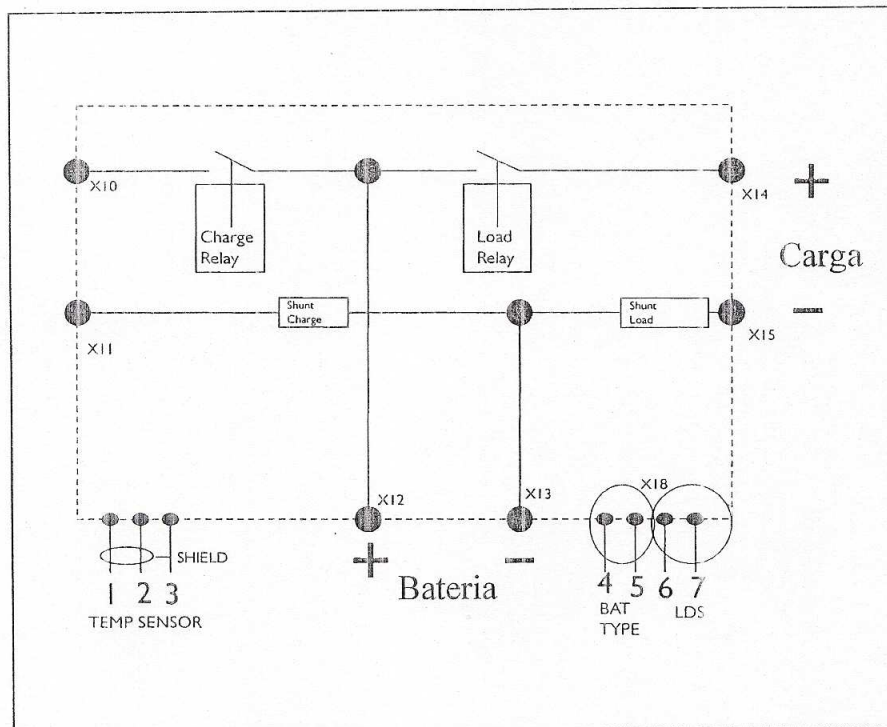 X10
Charge
Relay
Load
Relay
X14
+
Carga
-
Shunt
Charge
Shunt
Load
X11
X15
X12
X13
X18
SHIELD
1 2 3
TEMP SENSOR
+
Bateria
-
4 5 6 7
BAT
TYPE
LDS